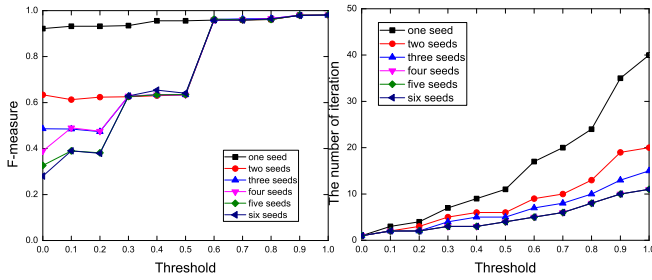 1.0
0.8
0.6
0.4
0.2
0.0
F-measure
0.0 0.1 0.2 0.3 0.4 0.5 0.6 0.7 0.8 0.9 1.0
Threshold
one seed
two seeds
three seeds
four seeds
five seeds
six seeds
50
40
30
20
10
0
The number of iteration
0.0 0.1 0.2 0.3 0.4 0.5 0.6 0.7 0.8 0.9 1.0
Threshold
one seed
two seeds
three seeds
four seeds
five seeds
six seeds